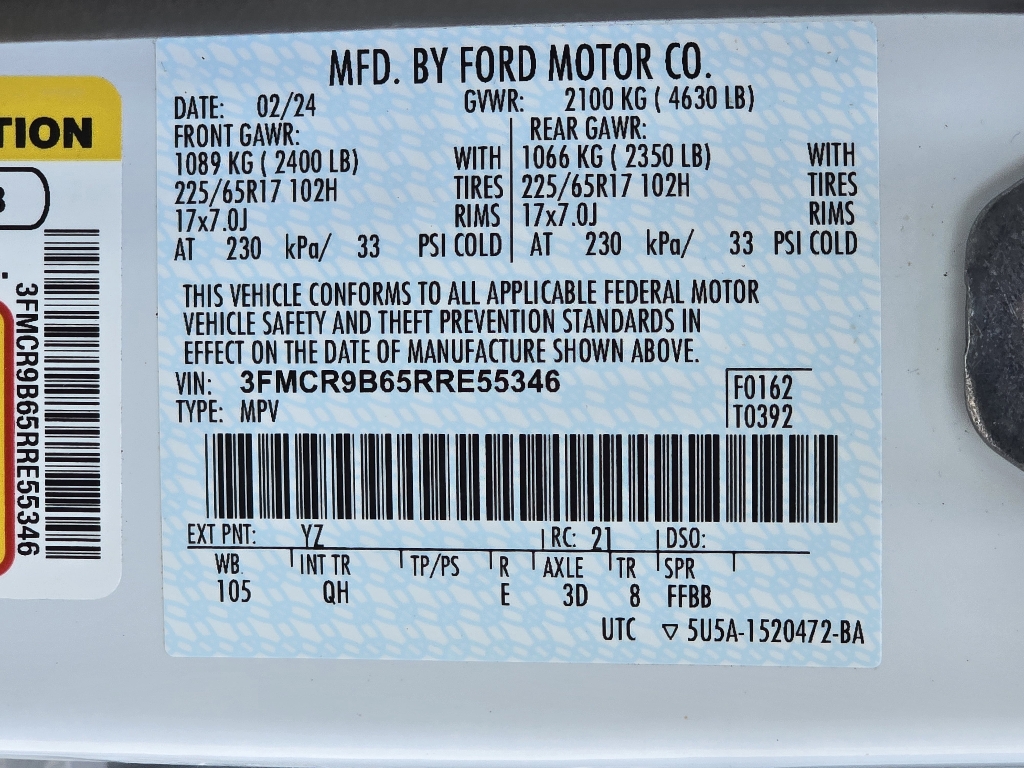 MFD. BY FORD MOTOR CO.
DATE: 02/24 GVWR: 2100 KG ( 4630 LB)
FRONT GAWR: REAR GAWR:
1089 KG ( 2400 LB) WITH 1066 KG ( 2350 LB) WITH
225/65R17 102H TIRES 225/65R17 102H TIRES
17x7.0J RIMS 17x7.0J RIMS
AT 230 kPa/ 33 PSI COLD AT 230 kPa/ 33 PSI COLD
THIS VEHICLE CONFORMS TO ALL APPLICABLE FEDERAL MOTOR
VEHICLE SAFETY AND THEFT PREVENTION STANDARDS IN
EFFECT ON THE DATE OF MANUFACTURE SHOWN ABOVE.
VIN: 3FMCR9B65RRE55346 F0162
TYPE: MPV T0392
EXT PNT: YZ RC: 21 DSO:
WB INT TR TP/PS R AXLE TR SPR
105 QH E 3D 8 FFBB
UTC ▽ 5U5A-1520472-BA
TION
3FMCR9B65RRE55346